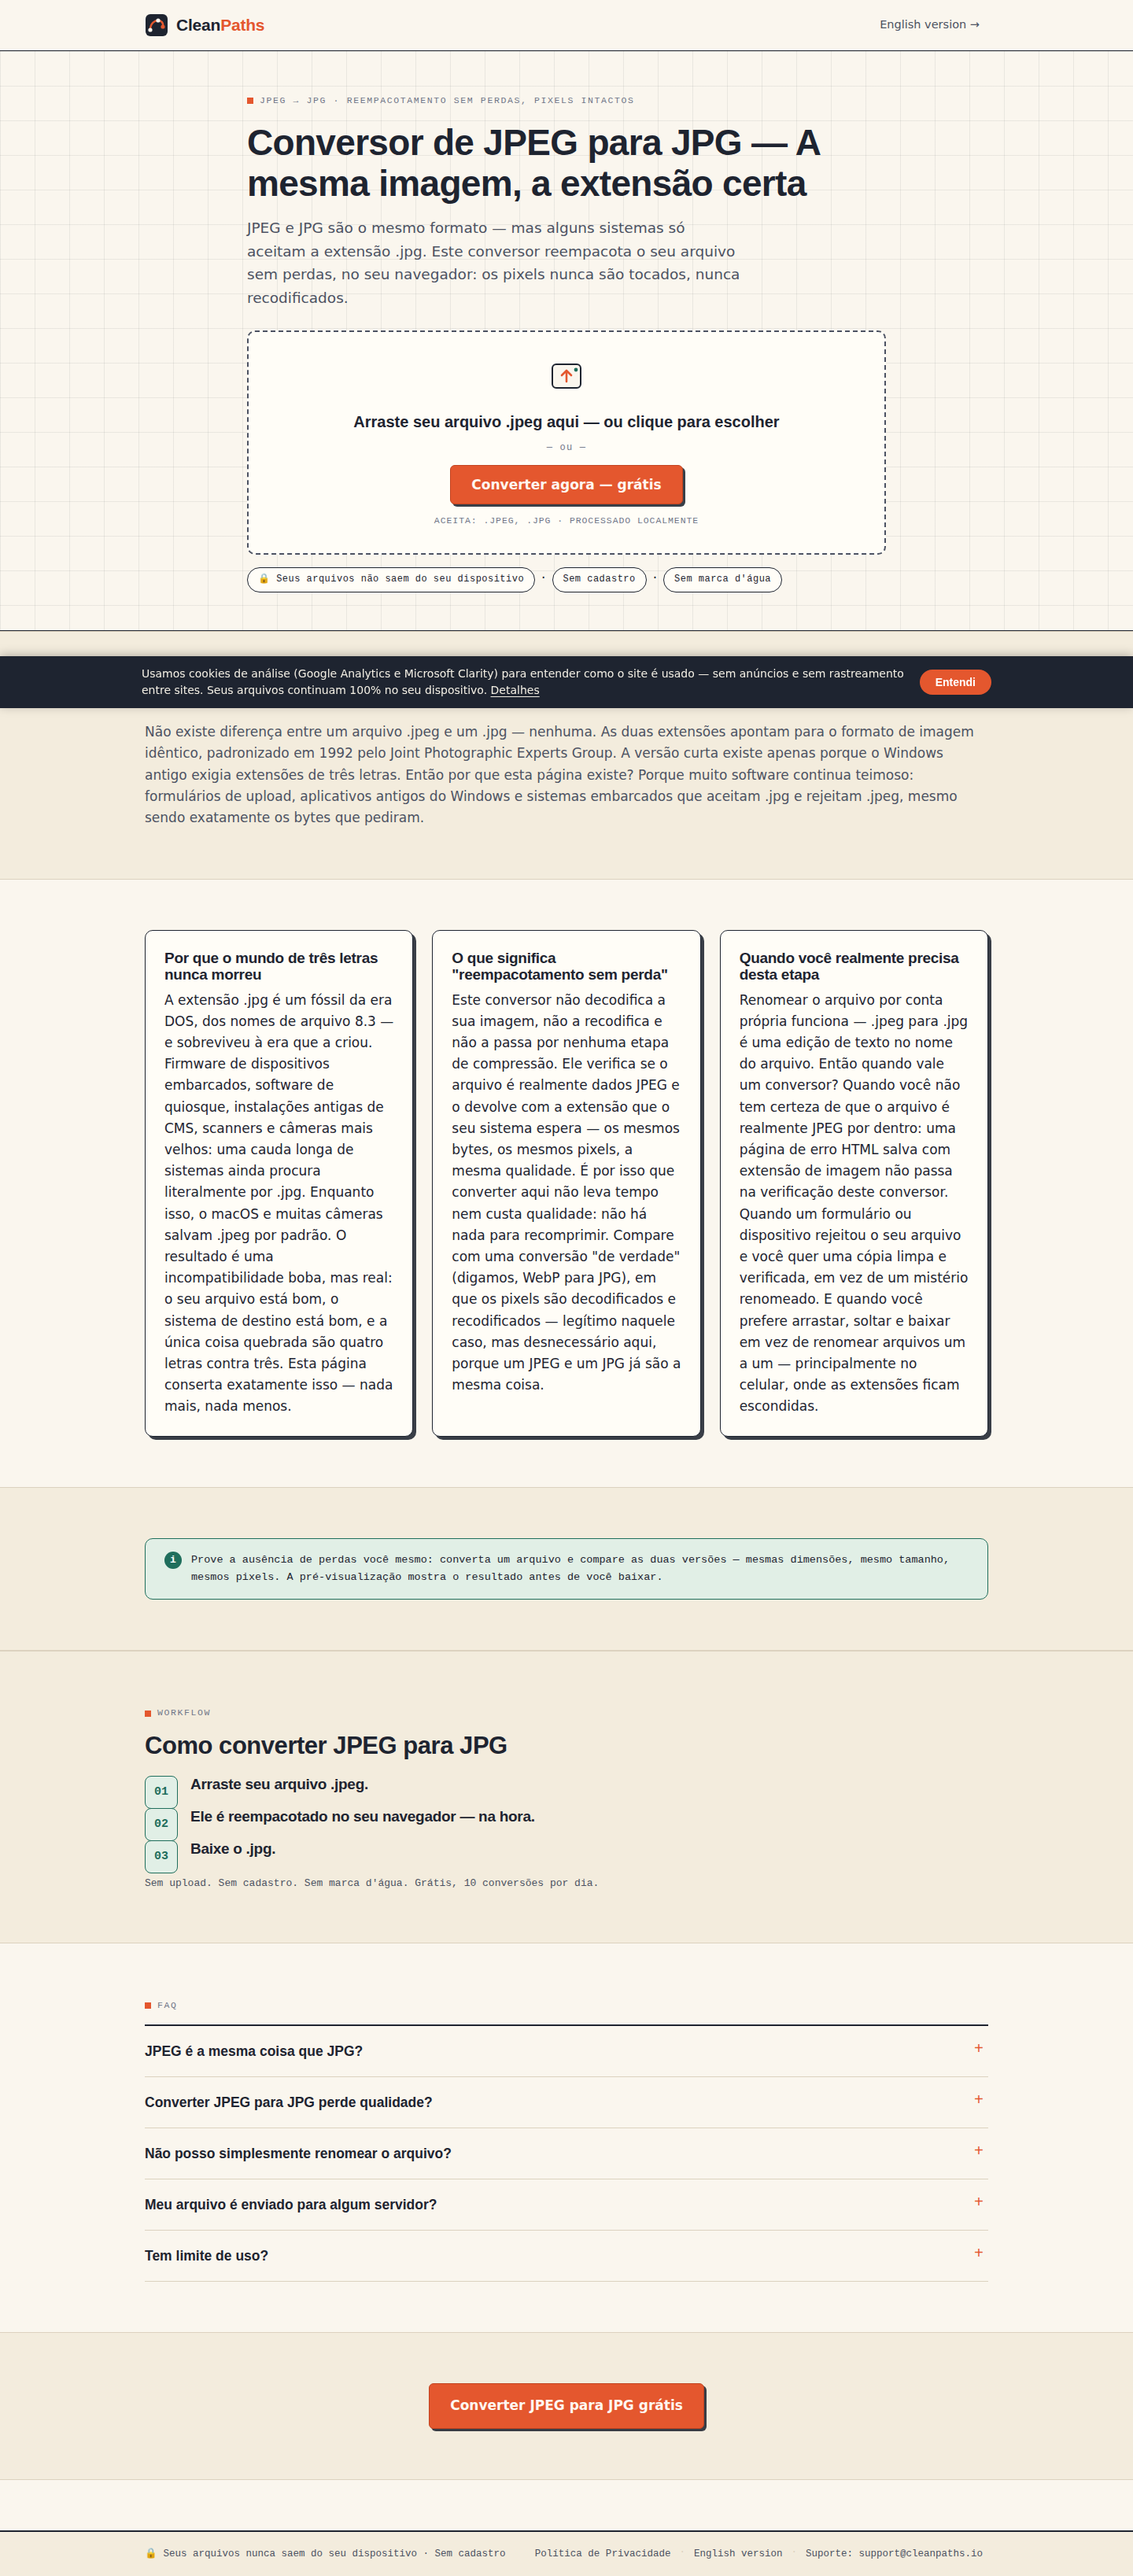 CleanPaths
English version →
JPEG → JPG · REEMPACOTAMENTO SEM PERDAS, PIXELS INTACTOS
Conversor de JPEG para JPG — A
mesma imagem, a extensão certa
JPEG e JPG são o mesmo formato — mas alguns sistemas só
aceitam a extensão .jpg. Este conversor reempacota o seu arquivo
sem perdas, no seu navegador: os pixels nunca são tocados, nunca
recodificados.
Arraste seu arquivo .jpeg aqui — ou clique para escolher
— ou —
Converter agora — grátis
ACEITA: .JPEG, .JPG · PROCESSADO LOCALMENTE
🔒 Seus arquivos não saem do seu dispositivo · Sem cadastro · Sem marca d'água
Usamos cookies de análise (Google Analytics e Microsoft Clarity) para entender como o site é usado — sem anúncios e sem rastreamento
entre sites. Seus arquivos continuam 100% no seu dispositivo. Detalhes
Entendi
Não existe diferença entre um arquivo .jpeg e um .jpg — nenhuma. As duas extensões apontam para o formato de imagem
idêntico, padronizado em 1992 pelo Joint Photographic Experts Group. A versão curta existe apenas porque o Windows
antigo exigia extensões de três letras. Então por que esta página existe? Porque muito software continua teimoso:
formulários de upload, aplicativos antigos do Windows e sistemas embarcados que aceitam .jpg e rejeitam .jpeg, mesmo
sendo exatamente os bytes que pediram.
Por que o mundo de três letras
nunca morreu
A extensão .jpg é um fóssil da era
DOS, dos nomes de arquivo 8.3 —
e sobreviveu à era que a criou.
Firmware de dispositivos
embarcados, software de
quiosque, instalações antigas de
CMS, scanners e câmeras mais
velhos: uma cauda longa de
sistemas ainda procura
literalmente por .jpg. Enquanto
isso, o macOS e muitas câmeras
salvam .jpeg por padrão. O
resultado é uma
incompatibilidade boba, mas real:
o seu arquivo está bom, o
sistema de destino está bom, e a
única coisa quebrada são quatro
letras contra três. Esta página
conserta exatamente isso — nada
mais, nada menos.
O que significa
"reempacotamento sem perda"
Este conversor não decodifica a
sua imagem, não a recodifica e
não a passa por nenhuma etapa
de compressão. Ele verifica se o
arquivo é realmente dados JPEG e
o devolve com a extensão que o
seu sistema espera — os mesmos
bytes, os mesmos pixels, a
mesma qualidade. É por isso que
converter aqui não leva tempo
nem custa qualidade: não há
nada para recomprimir. Compare
com uma conversão "de verdade"
(digamos, WebP para JPG), em
que os pixels são decodificados e
recodificados — legítimo naquele
caso, mas desnecessário aqui,
porque um JPEG e um JPG já são a
mesma coisa.
Quando você realmente precisa
desta etapa
Renomear o arquivo por conta
própria funciona — .jpeg para .jpg
é uma edição de texto no nome
do arquivo. Então quando vale
um conversor? Quando você não
tem certeza de que o arquivo é
realmente JPEG por dentro: uma
página de erro HTML salva com
extensão de imagem não passa
na verificação deste conversor.
Quando um formulário ou
dispositivo rejeitou o seu arquivo
e você quer uma cópia limpa e
verificada, em vez de um mistério
renomeado. E quando você
prefere arrastar, soltar e baixar
em vez de renomear arquivos um
a um — principalmente no
celular, onde as extensões ficam
escondidas.
i
Prove a ausência de perdas você mesmo: converta um arquivo e compare as duas versões — mesmas dimensões, mesmo tamanho,
mesmos pixels. A pré-visualização mostra o resultado antes de você baixar.
WORKFLOW
Como converter JPEG para JPG
01 Arraste seu arquivo .jpeg.
02 Ele é reempacotado no seu navegador — na hora.
03 Baixe o .jpg.
Sem upload. Sem cadastro. Sem marca d'água. Grátis, 10 conversões por dia.
FAQ
JPEG é a mesma coisa que JPG? +
Converter JPEG para JPG perde qualidade? +
Não posso simplesmente renomear o arquivo? +
Meu arquivo é enviado para algum servidor? +
Tem limite de uso? +
Converter JPEG para JPG grátis
🔒 Seus arquivos nunca saem do seu dispositivo · Sem cadastro
Política de Privacidade · English version · Suporte: support@cleanpaths.io